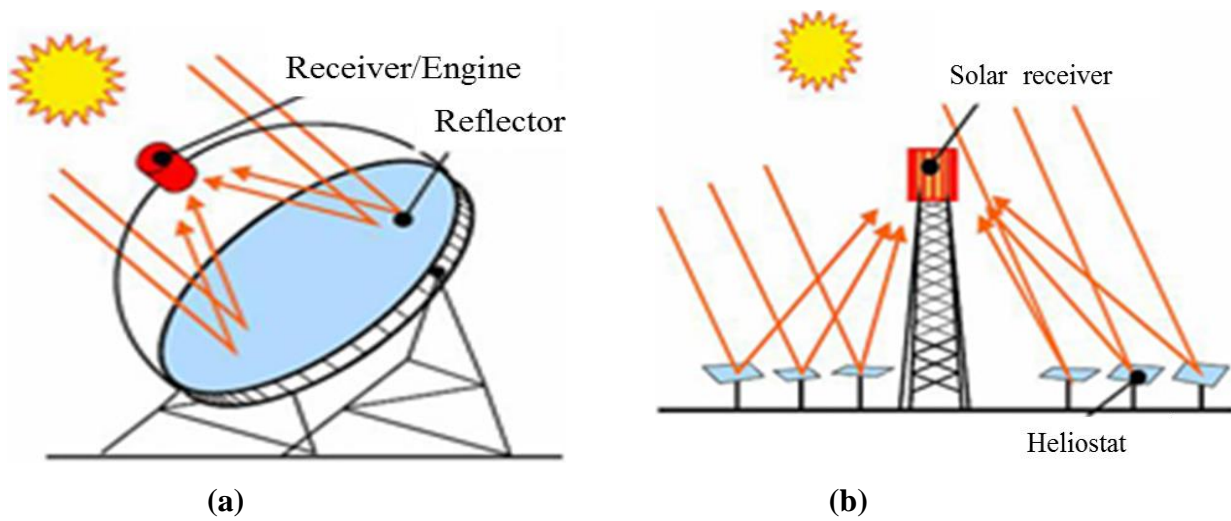 Receiver/Engine
Reflector
Solar receiver
Heliostat
(a)
(b)